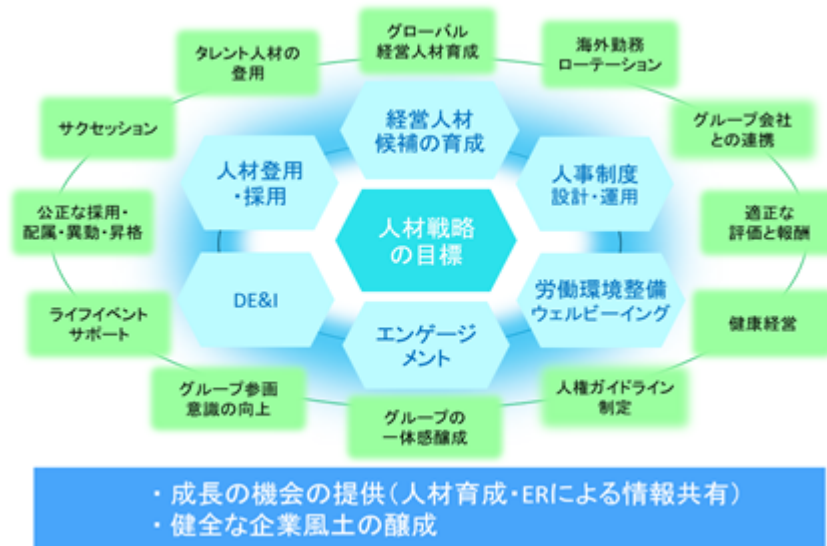 グローバル
経営人材育成
タレント人材の
登用
海外勤務
ローテーション
サクセッション
グループ会社
との連携
経営人材
候補の育成
人材登用
・採用
人事制度
設計・運用
公正な採用・
配属・異動・昇格
人材戦略
の目標
適正な
評価と報酬
DE&I
労働環境整備
ウェルビーイング
ライフイベント
サポート
エンゲージ
メント
健康経営
グループ参画
意識の向上
グループの
一体感醸成
人権ガイドライン
制定
・成長の機会の提供（人材育成・ERによる情報共有）
・健全な企業風土の醸成